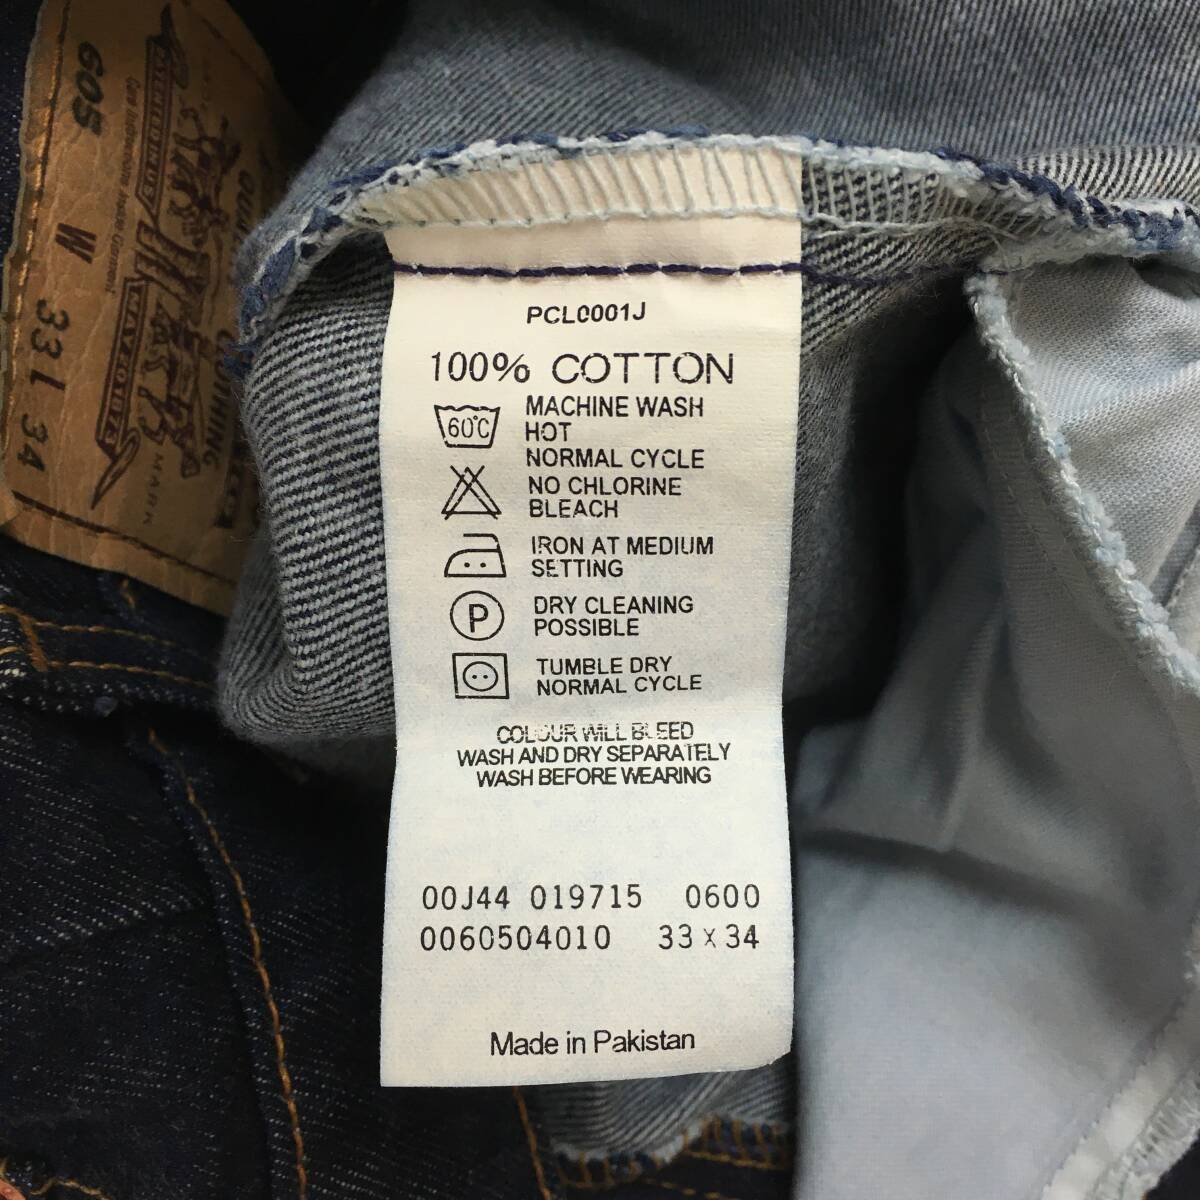 PCL0001J
100% COTTON
60°C
MACHINE WASH
HOT
NORMAL CYCLE
NO CHLORINE
BLEACH
IRON AT MEDIUM
SETTING
P
DRY CLEANING
POSSIBLE
TUMBLE DRY
NORMAL CYCLE
COLOUR WILL BLEED
WASH AND DRY SEPARATELY
WASH BEFORE WEARING
00J44 019715 0600
0060504010 33 x 34
Made in Pakistan
605
W 33 L 34